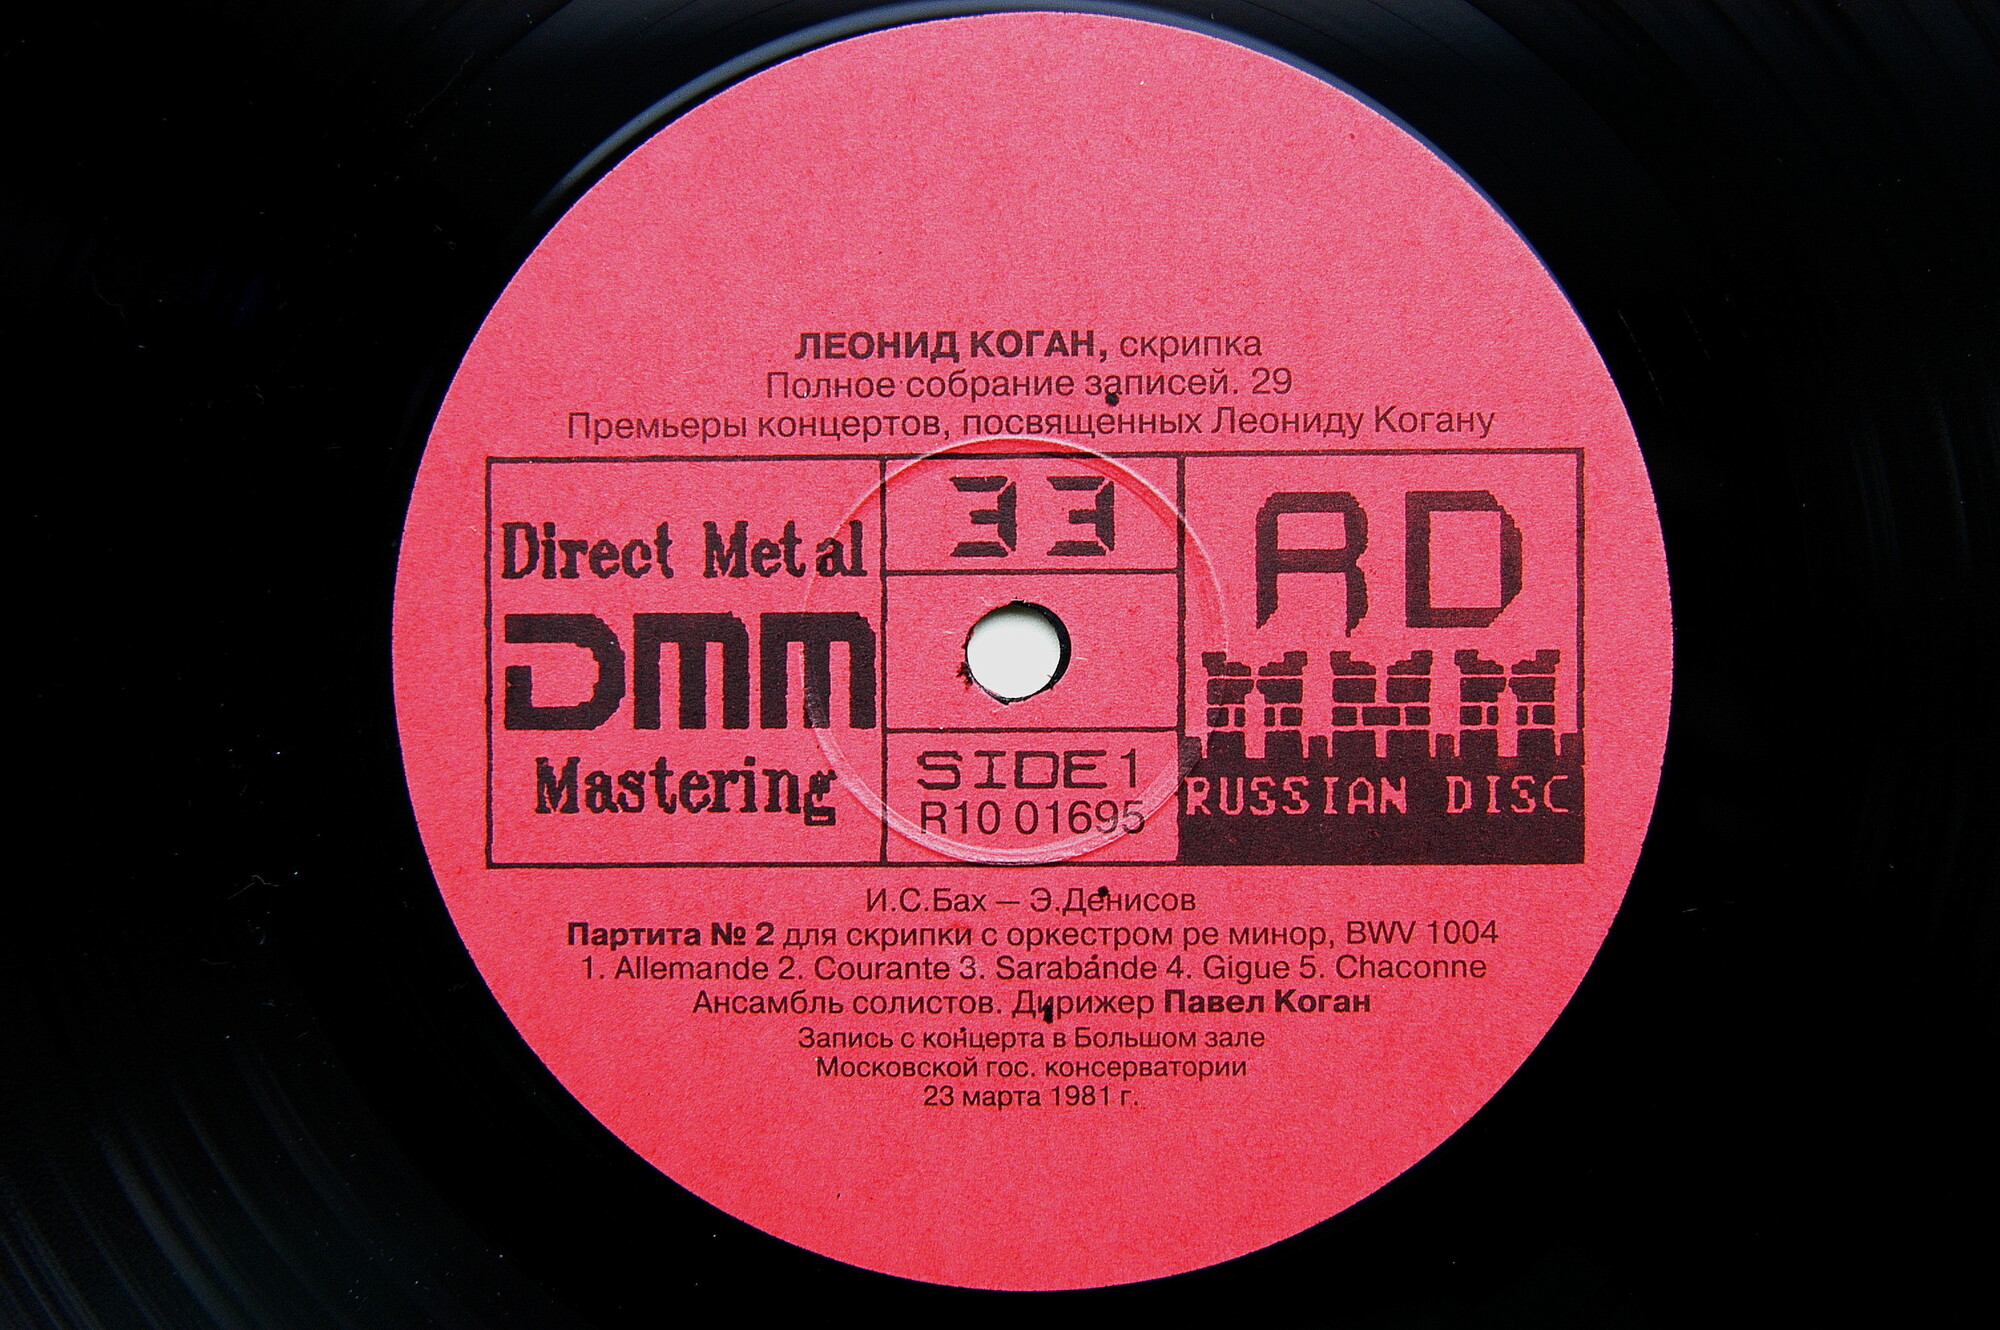 ЛЕОНИД КОГАН, скрипка
Полное собрание записей. 29
Премьеры концертов, посвященных Леониду Когану
Direct Metal
DMM
Mastering
33
SIDE 1
R10 01695
RD
RUSSIAN DISC
И.С.Бах — Э.Денисов
Партита № 2 для скрипки с оркестром ре минор, BWV 1004
1. Allemande 2. Courante 3. Sarabande 4. Gigue 5. Chaconne
Ансамбль солистов. Дирижер Павел Коган
Запись с концерта в Большом зале
Московской гос. консерватории
23 марта 1981 г.